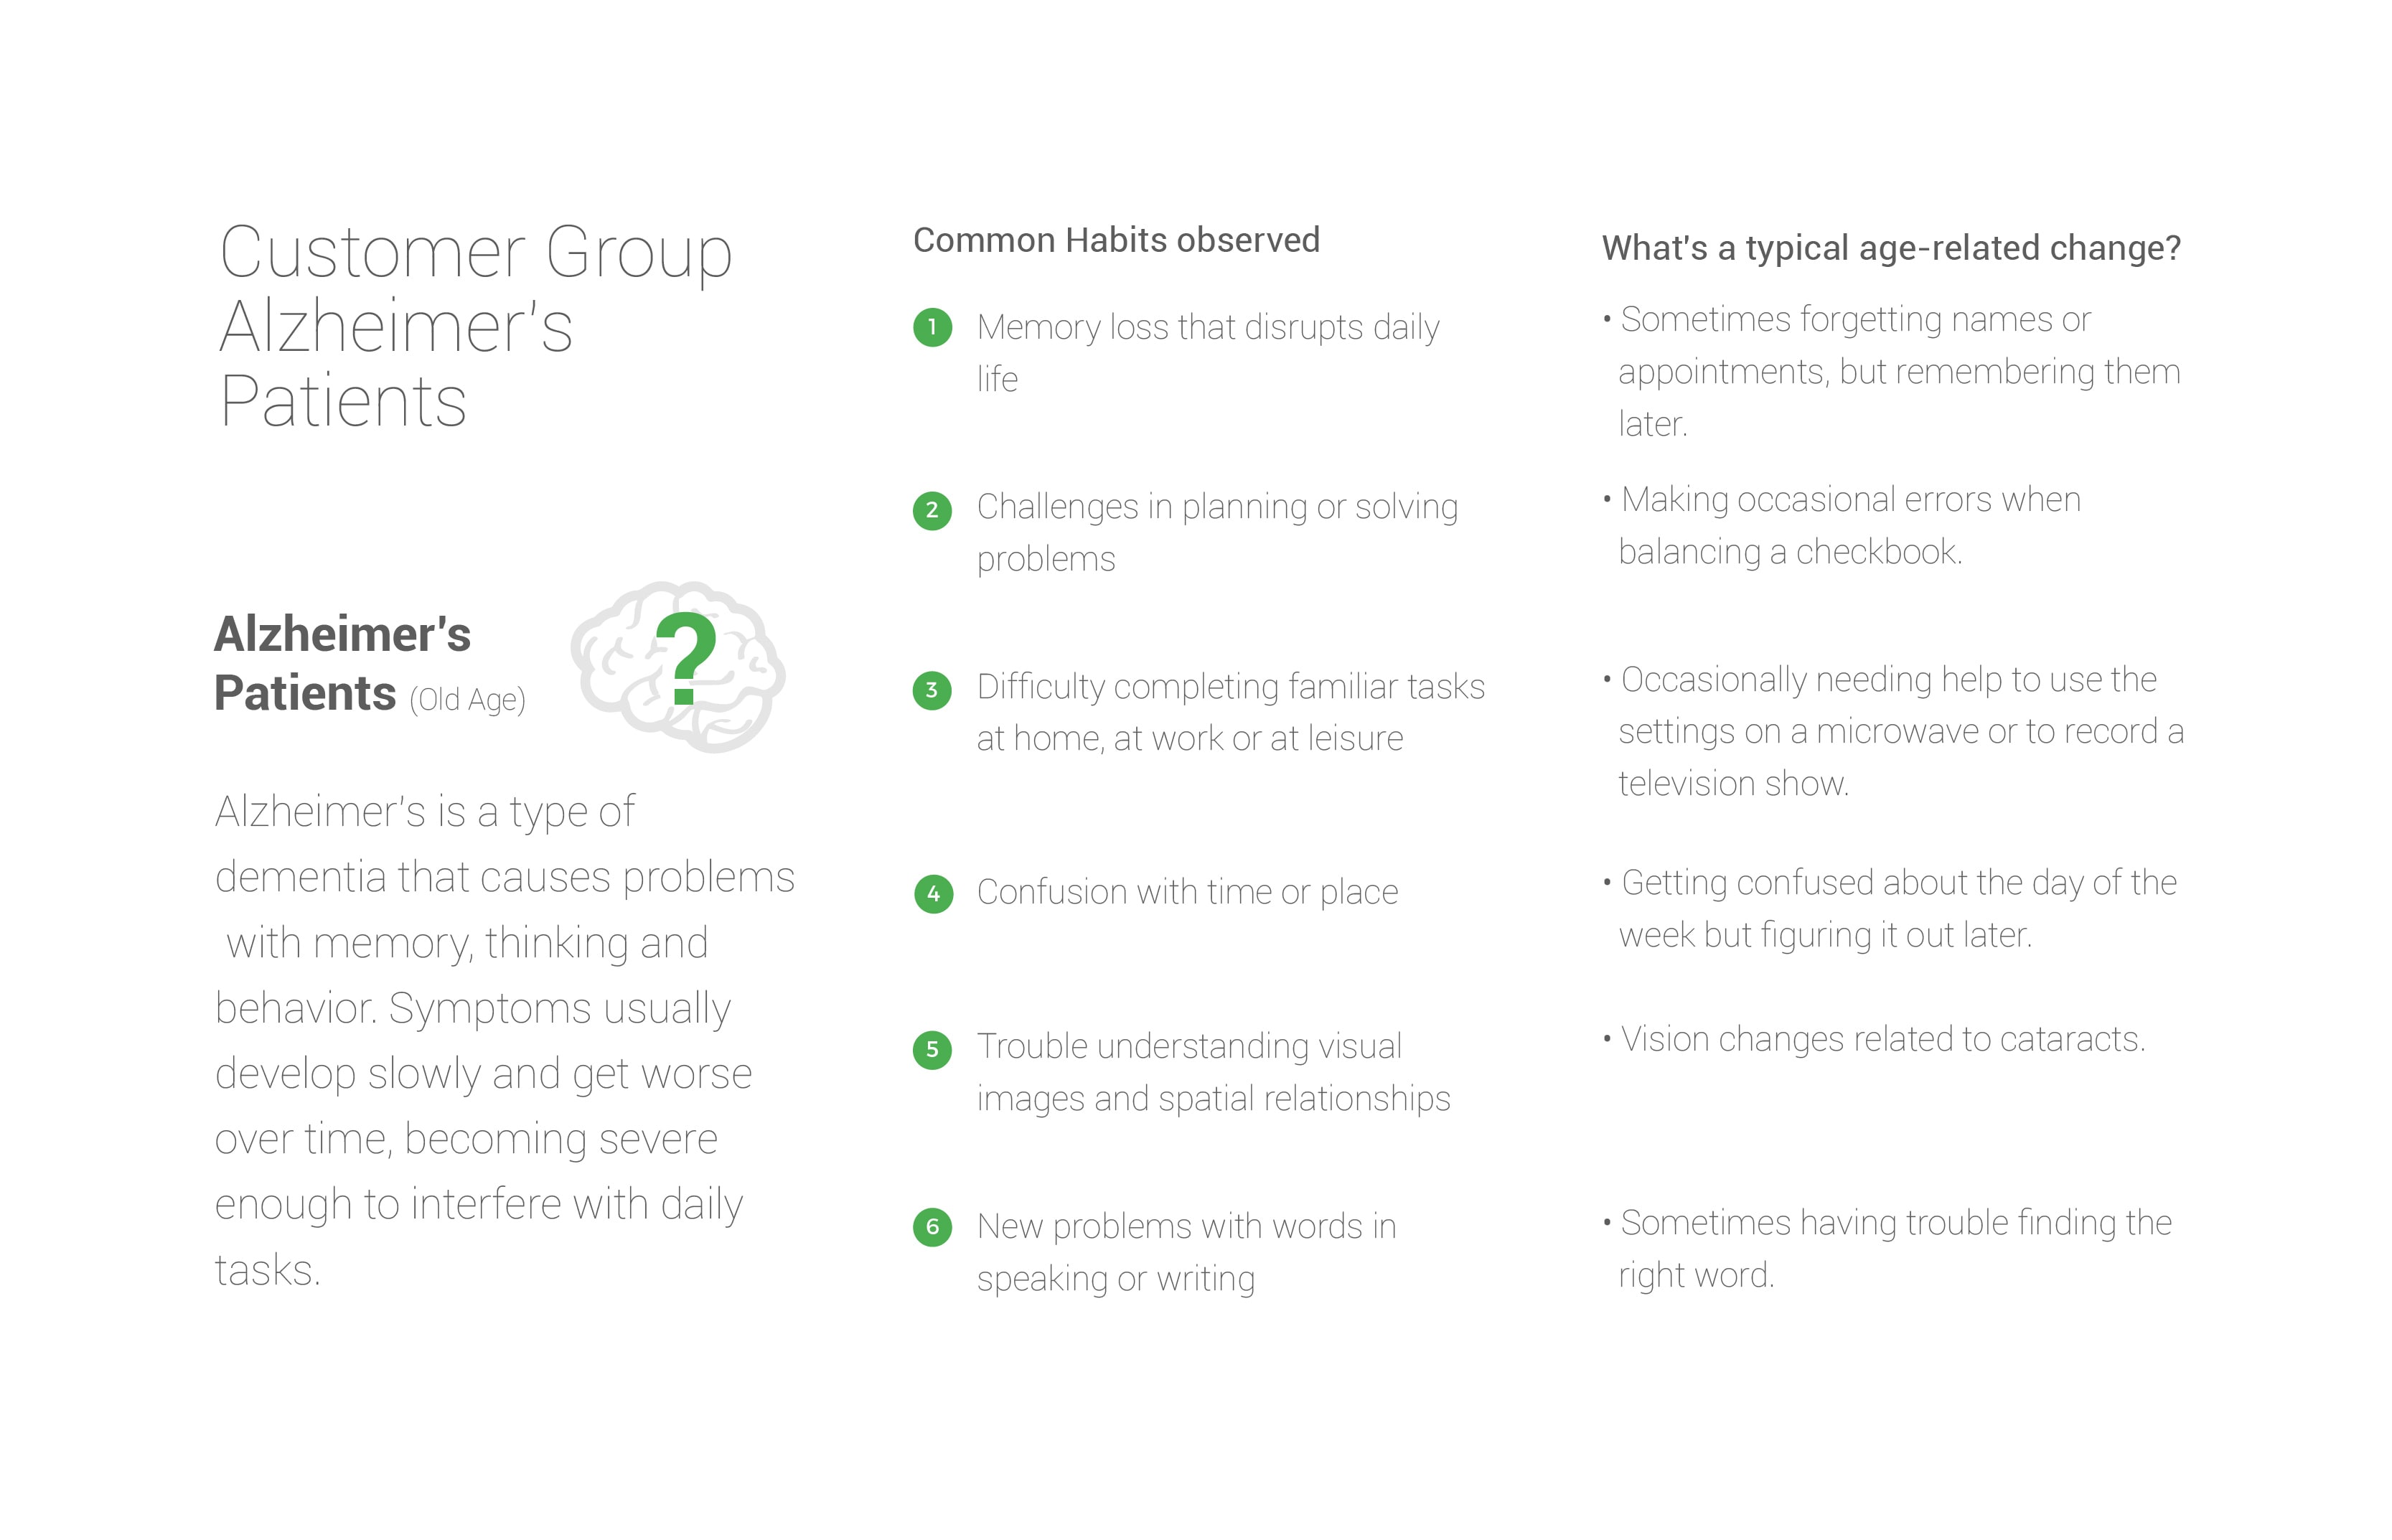 Customer Group
Alzheimer's
Patients
Alzheimer's
Patients (Old Age)
?
Alzheimer's is a type of
dementia that causes problems
with memory, thinking and
behavior. Symptoms usually
develop slowly and get worse
over time, becoming severe
enough to interfere with daily
tasks.
Common Habits observed
1 Memory loss that disrupts daily
life
2 Challenges in planning or solving
problems
3 Difficulty completing familiar tasks
at home, at work or at leisure
4 Confusion with time or place
5 Trouble understanding visual
images and spatial relationships
6 New problems with words in
speaking or writing
What's a typical age-related change?
• Sometimes forgetting names or
appointments, but remembering them
later.
• Making occasional errors when
balancing a checkbook.
• Occasionally needing help to use the
settings on a microwave or to record a
television show.
• Getting confused about the day of the
week but figuring it out later.
• Vision changes related to cataracts.
• Sometimes having trouble finding the
right word.